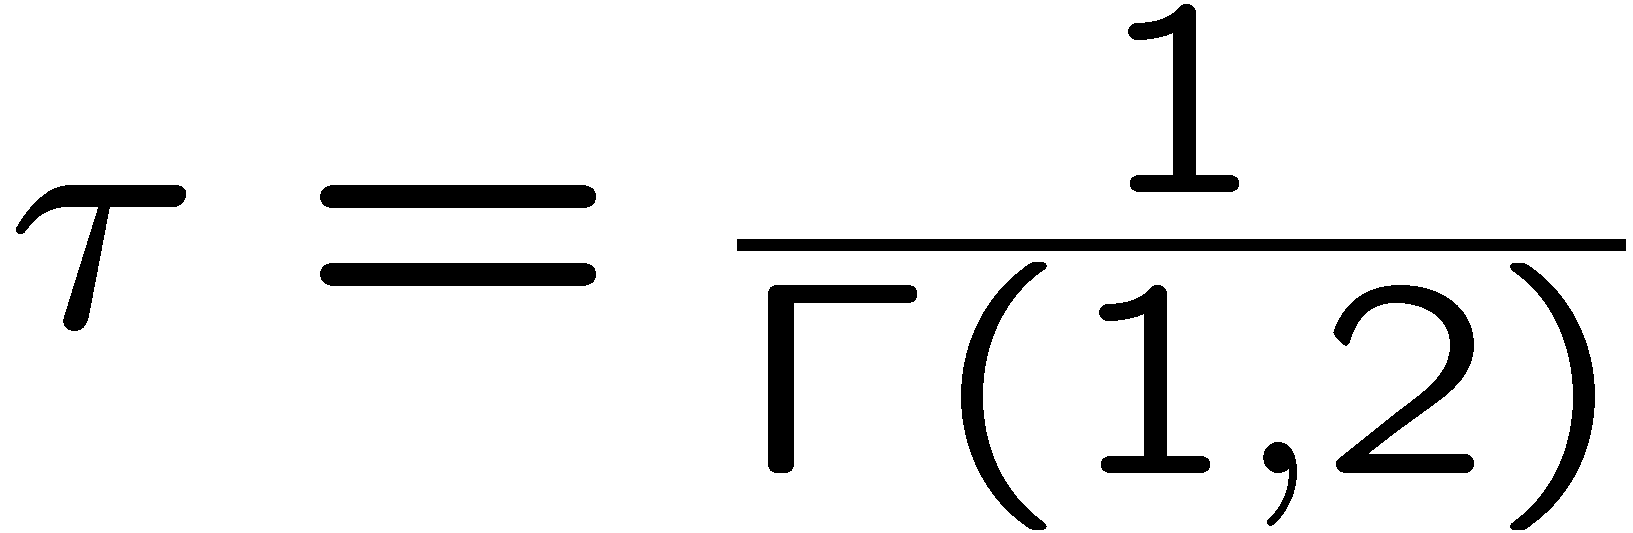 τ = 1/Γ(1,2)